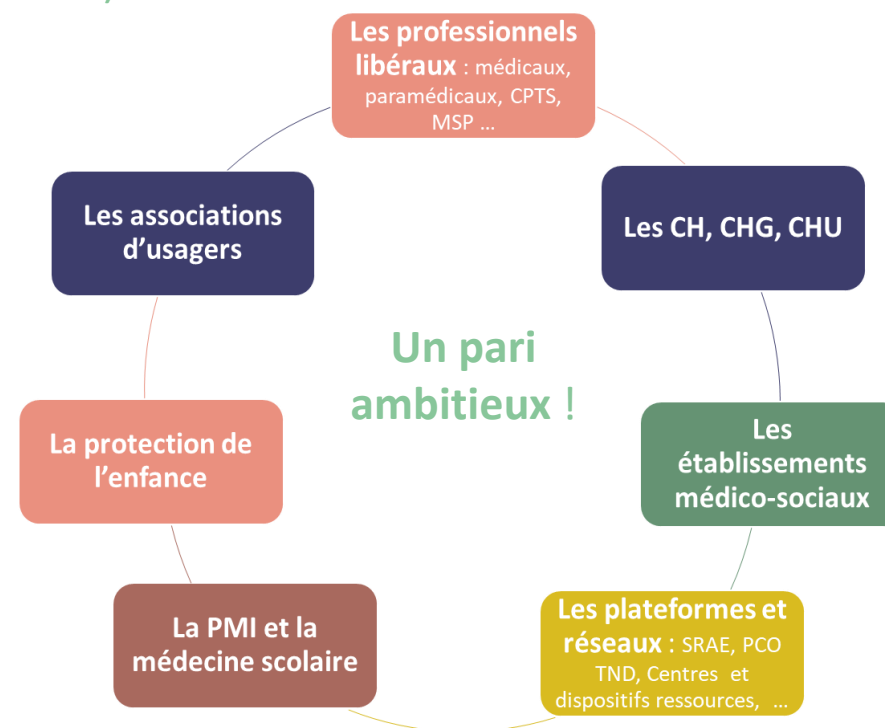 Les professionnels
libéraux : médicaux,
paramédicaux, CPTS,
MSP ...
Les CH, CHG, CHU
Les
établissements
médico-sociaux
Les plateformes et
réseaux : SRAE, PCO
TND, Centres et
dispositifs ressources, ...
La PMI et la
médecine scolaire
La protection de
l'enfance
Les associations
d'usagers
Un pari
ambitieux !